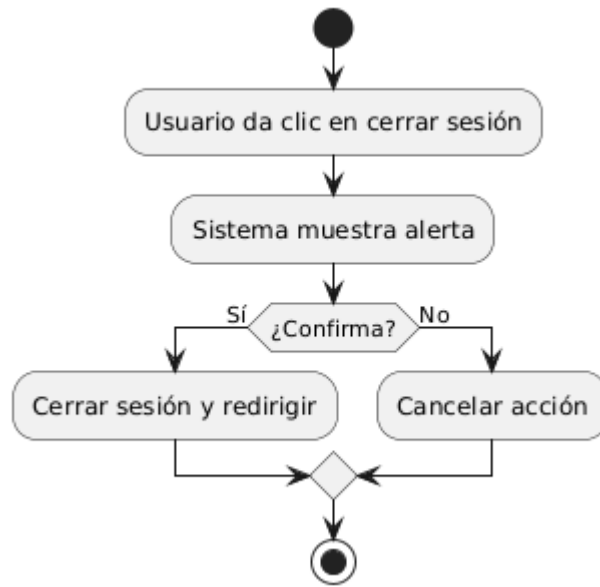 Usuario da clic en cerrar sesión
Sistema muestra alerta
Sí
¿Confirma?
No
Cerrar sesión y redirigir
Cancelar acción